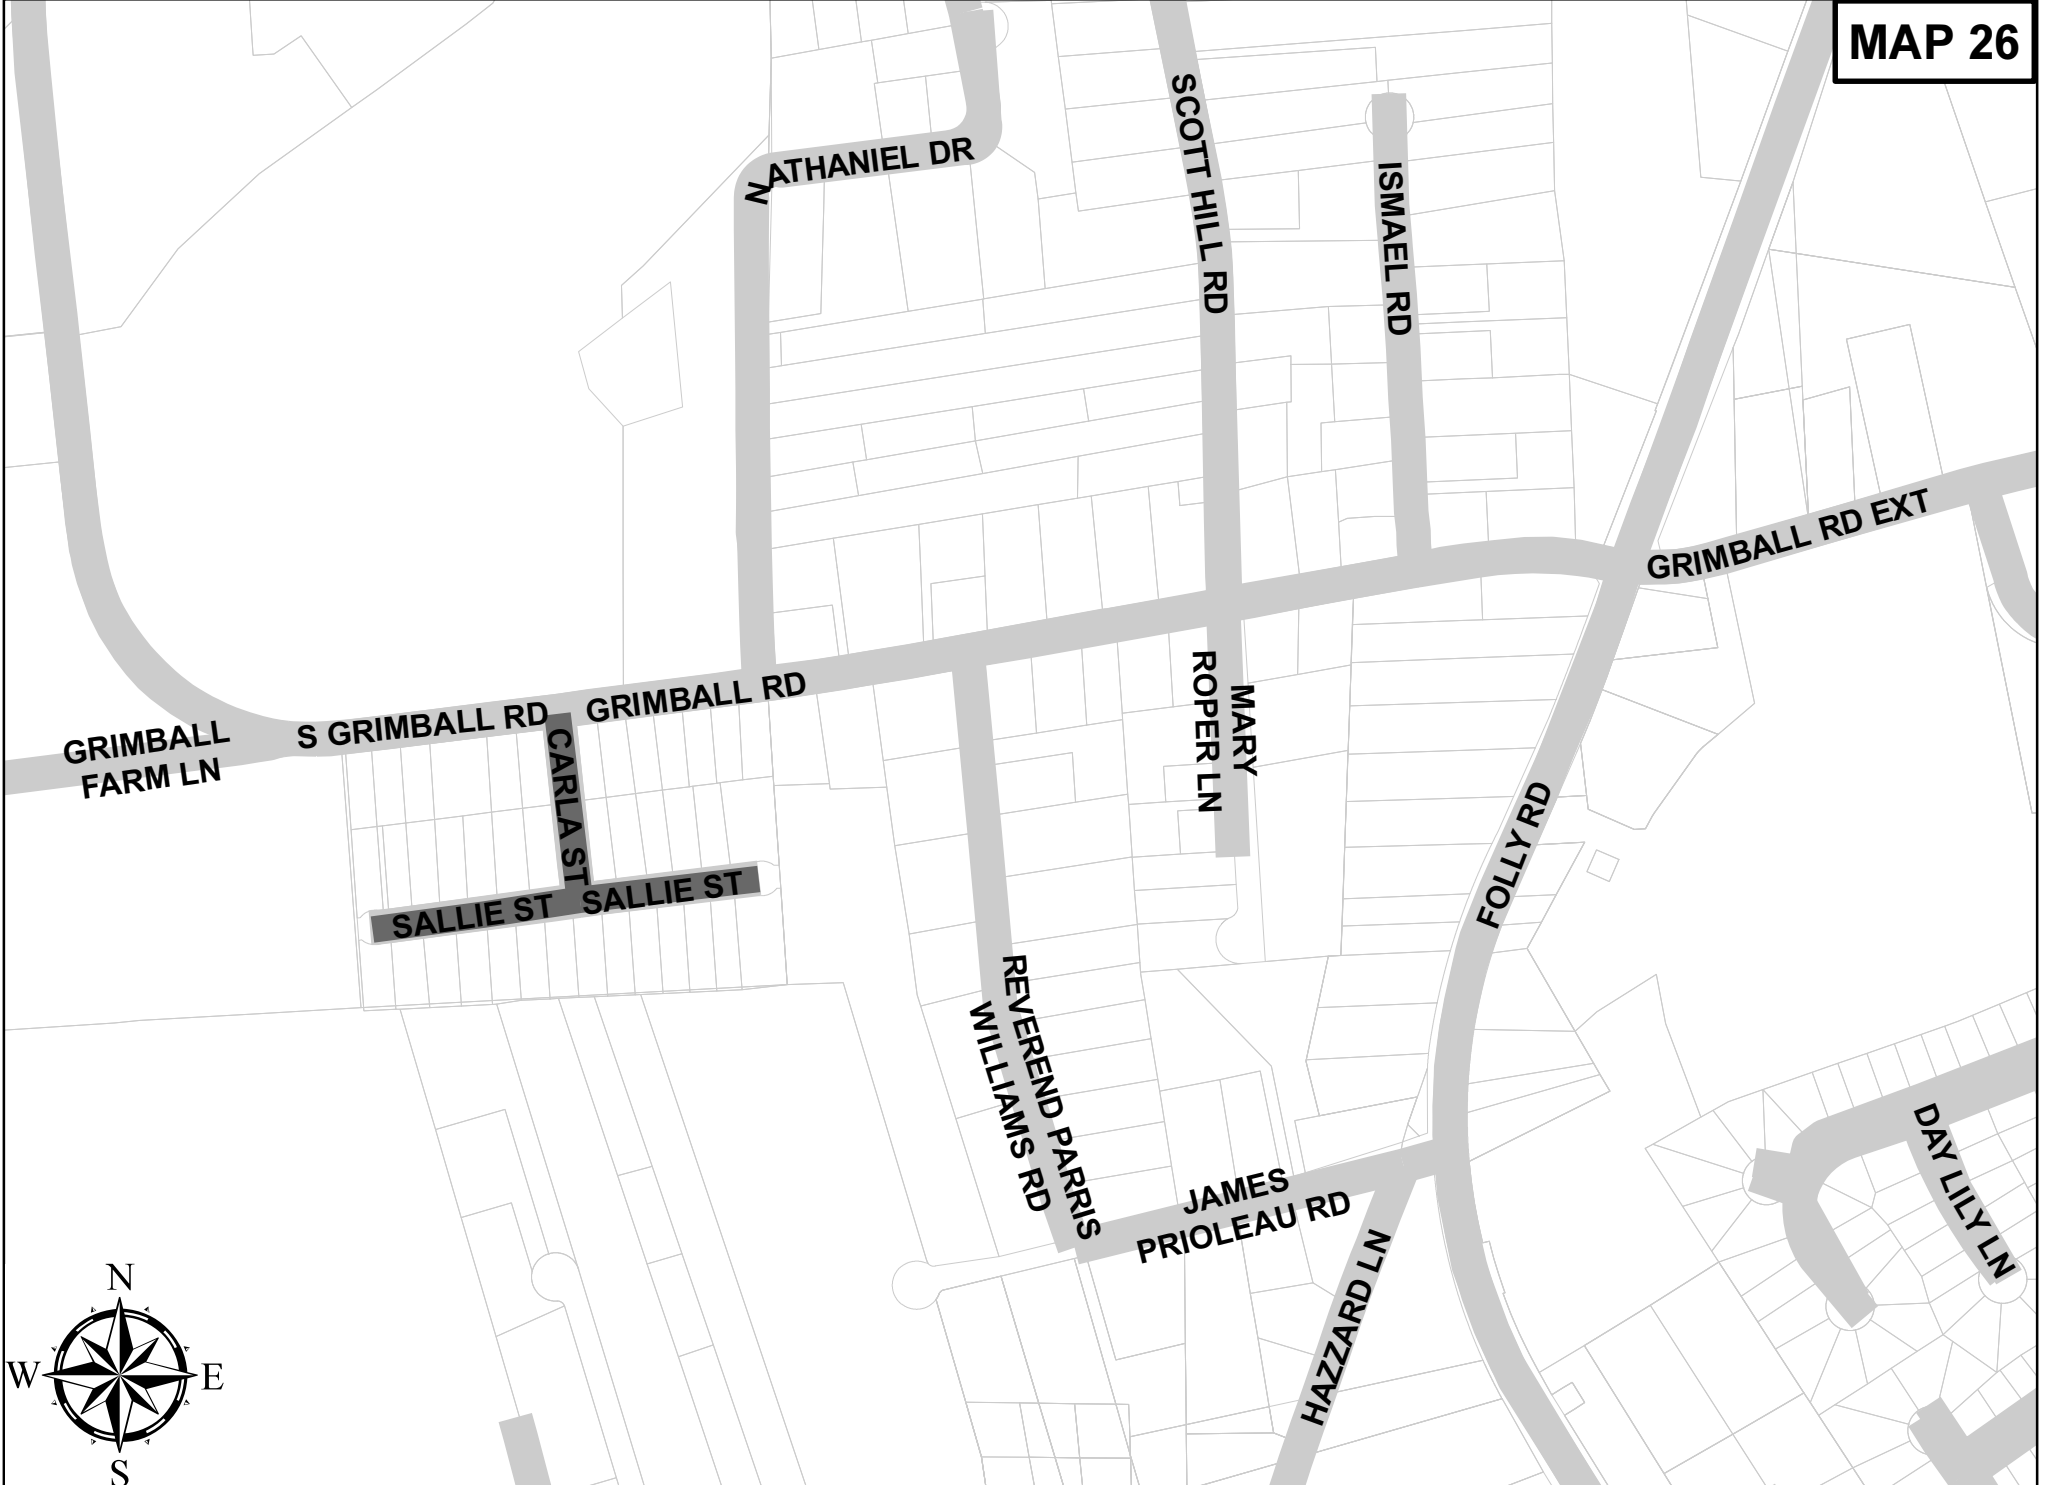 MAP 26
SCOTT HILL RD
NATHANIEL DR
ISMAEL RD
GRIMBALL RD EXT
GRIMBALL
FARM LN
S GRIMBALL RD
GRIMBALL RD
CARLA ST
SALLIE ST
SALLIE ST
MARY
ROPER LN
FOLLY RD
REVEREND PARRIS
WILLIAMS RD
JAMES
PRIOLEAU RD
HAZZARD LN
DAY LILY LN
N
W
E
S